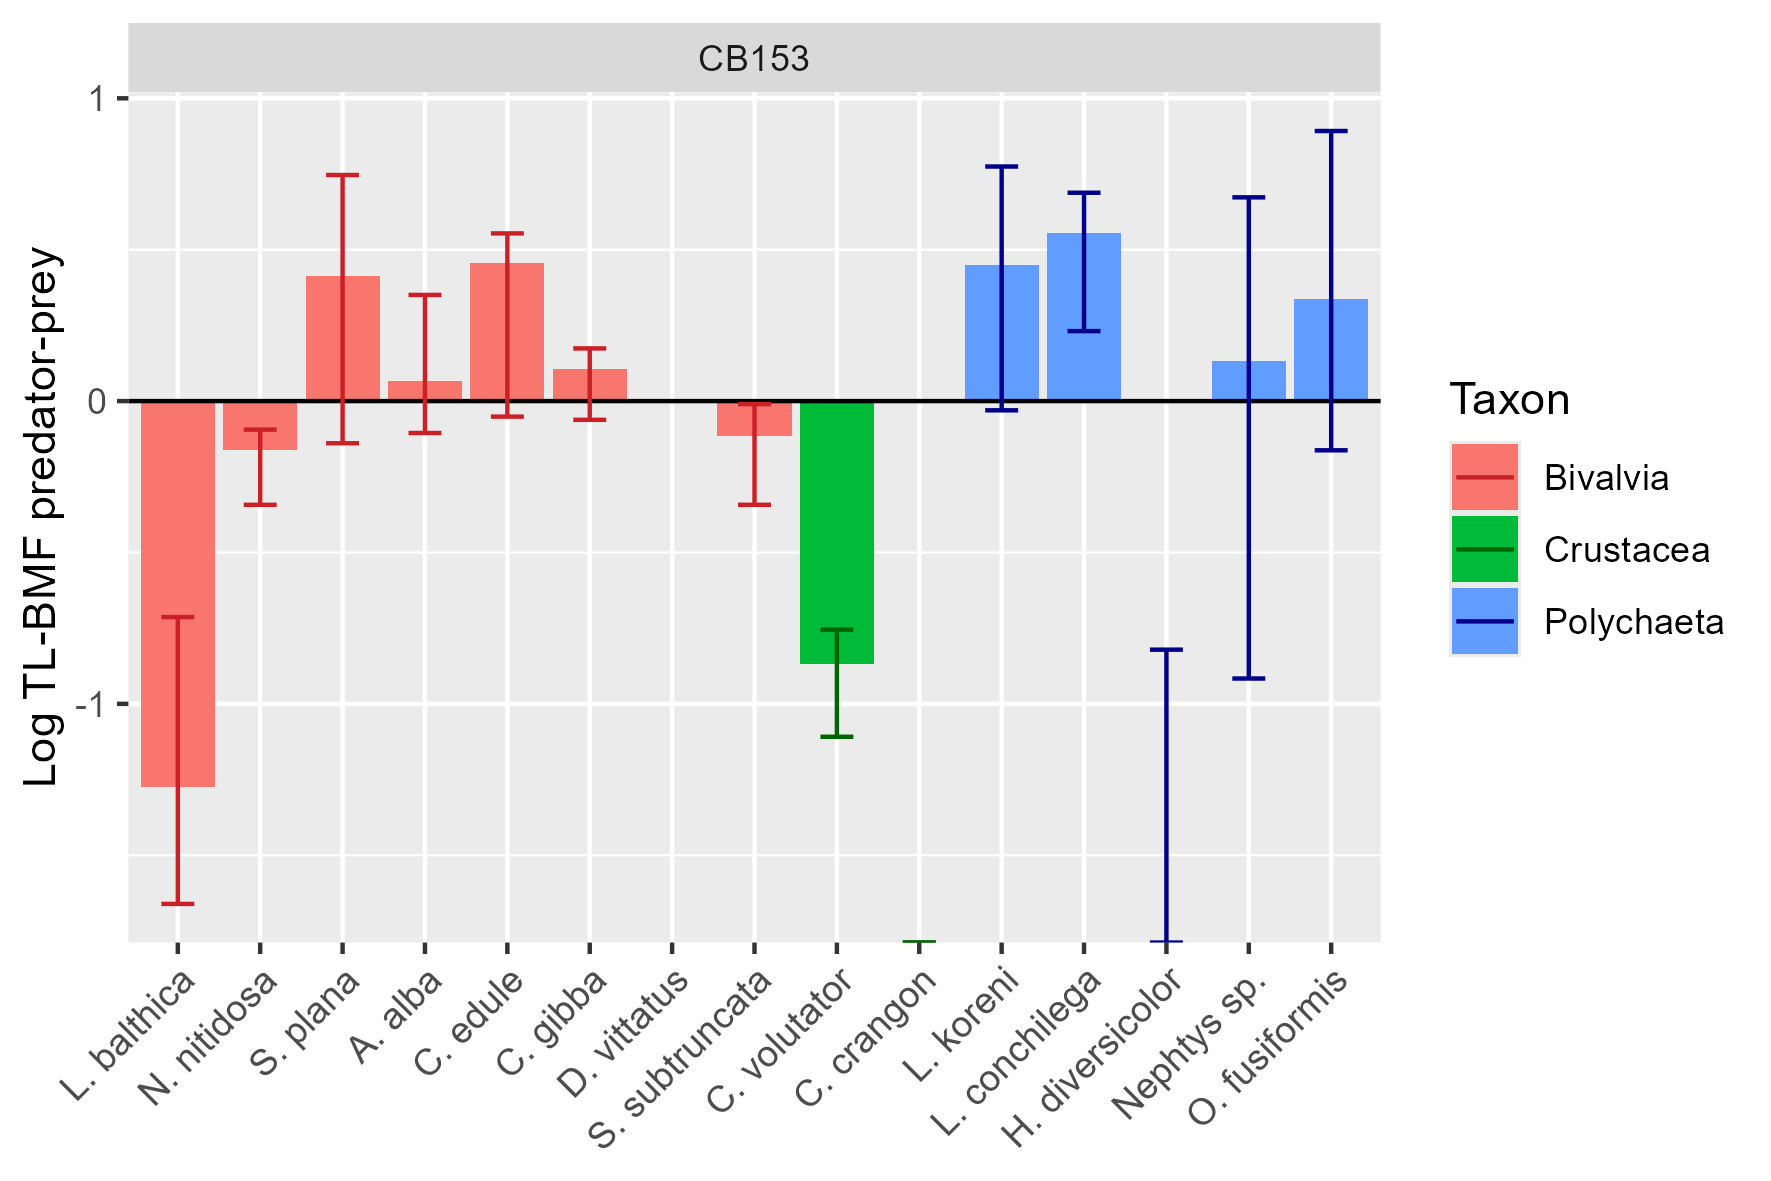 CB153
1
0
-1
Log TL-BMF predator-prey
L. balthica
N. nitidosa
S. plana
A. alba
C. edule
C. gibba
D. vittatus
S. subtruncata
C. volutator
C. crangon
L. koreni
L. conchilega
H. diversicolor
Nephtys sp.
O. fusiformis
Taxon
Bivalvia
Crustacea
Polychaeta